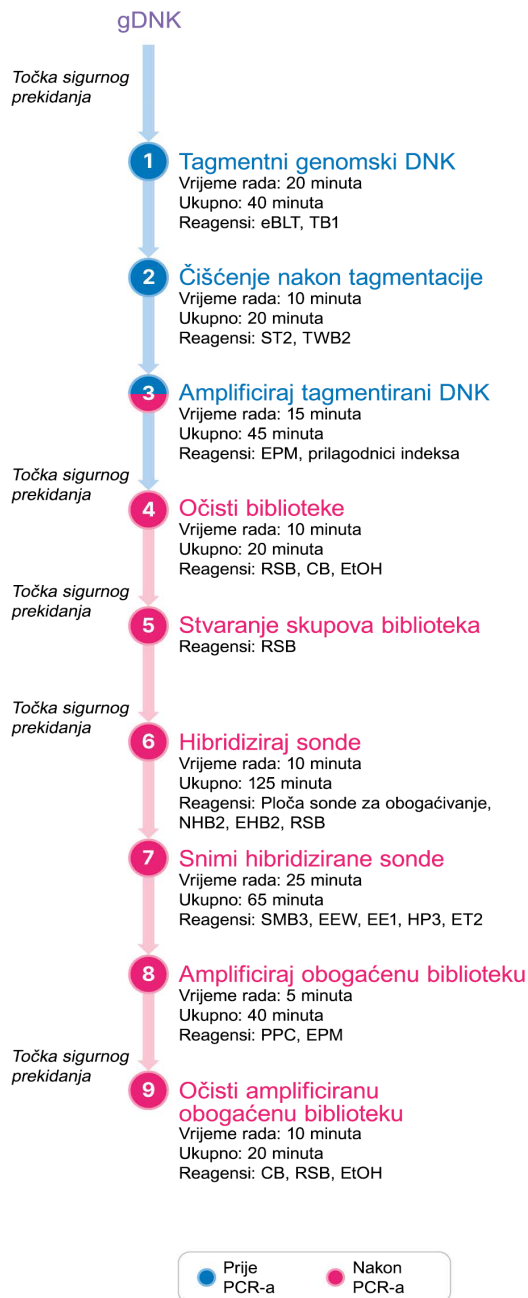 gDNK
Točka sigurnog
prekidanja
1 Tagmentni genomski DNK
Vrijeme rada: 20 minuta
Ukupno: 40 minuta
Reagensi: eBLT, TB1
2 Čišćenje nakon tagmentacije
Vrijeme rada: 10 minuta
Ukupno: 20 minuta
Reagensi: ST2, TWB2
3 Amplificiraj tagmentirani DNK
Vrijeme rada: 15 minuta
Ukupno: 45 minuta
Reagensi: EPM, prilagodnici indeksa
Točka sigurnog
prekidanja
4 Očisti biblioteke
Vrijeme rada: 10 minuta
Ukupno: 20 minuta
Reagensi: RSB, CB, EtOH
Točka sigurnog
prekidanja
5 Stvaranje skupova biblioteka
Reagensi: RSB
Točka sigurnog
prekidanja
6 Hibridiziraj sonde
Vrijeme rada: 10 minuta
Ukupno: 125 minuta
Reagensi: Ploča sonde za obogaćivanje,
NHB2, EHB2, RSB
7 Snimi hibridizirane sonde
Vrijeme rada: 25 minuta
Ukupno: 65 minuta
Reagensi: SMB3, EEW, EE1, HP3, ET2
8 Amplificiraj obogaćenu biblioteku
Vrijeme rada: 5 minuta
Ukupno: 40 minuta
Reagensi: PPC, EPM
Točka sigurnog
prekidanja
9 Očisti amplificiranu
obogaćenu biblioteku
Vrijeme rada: 10 minuta
Ukupno: 20 minuta
Reagensi: CB, RSB, EtOH
Prije
PCR-a
Nakon
PCR-a